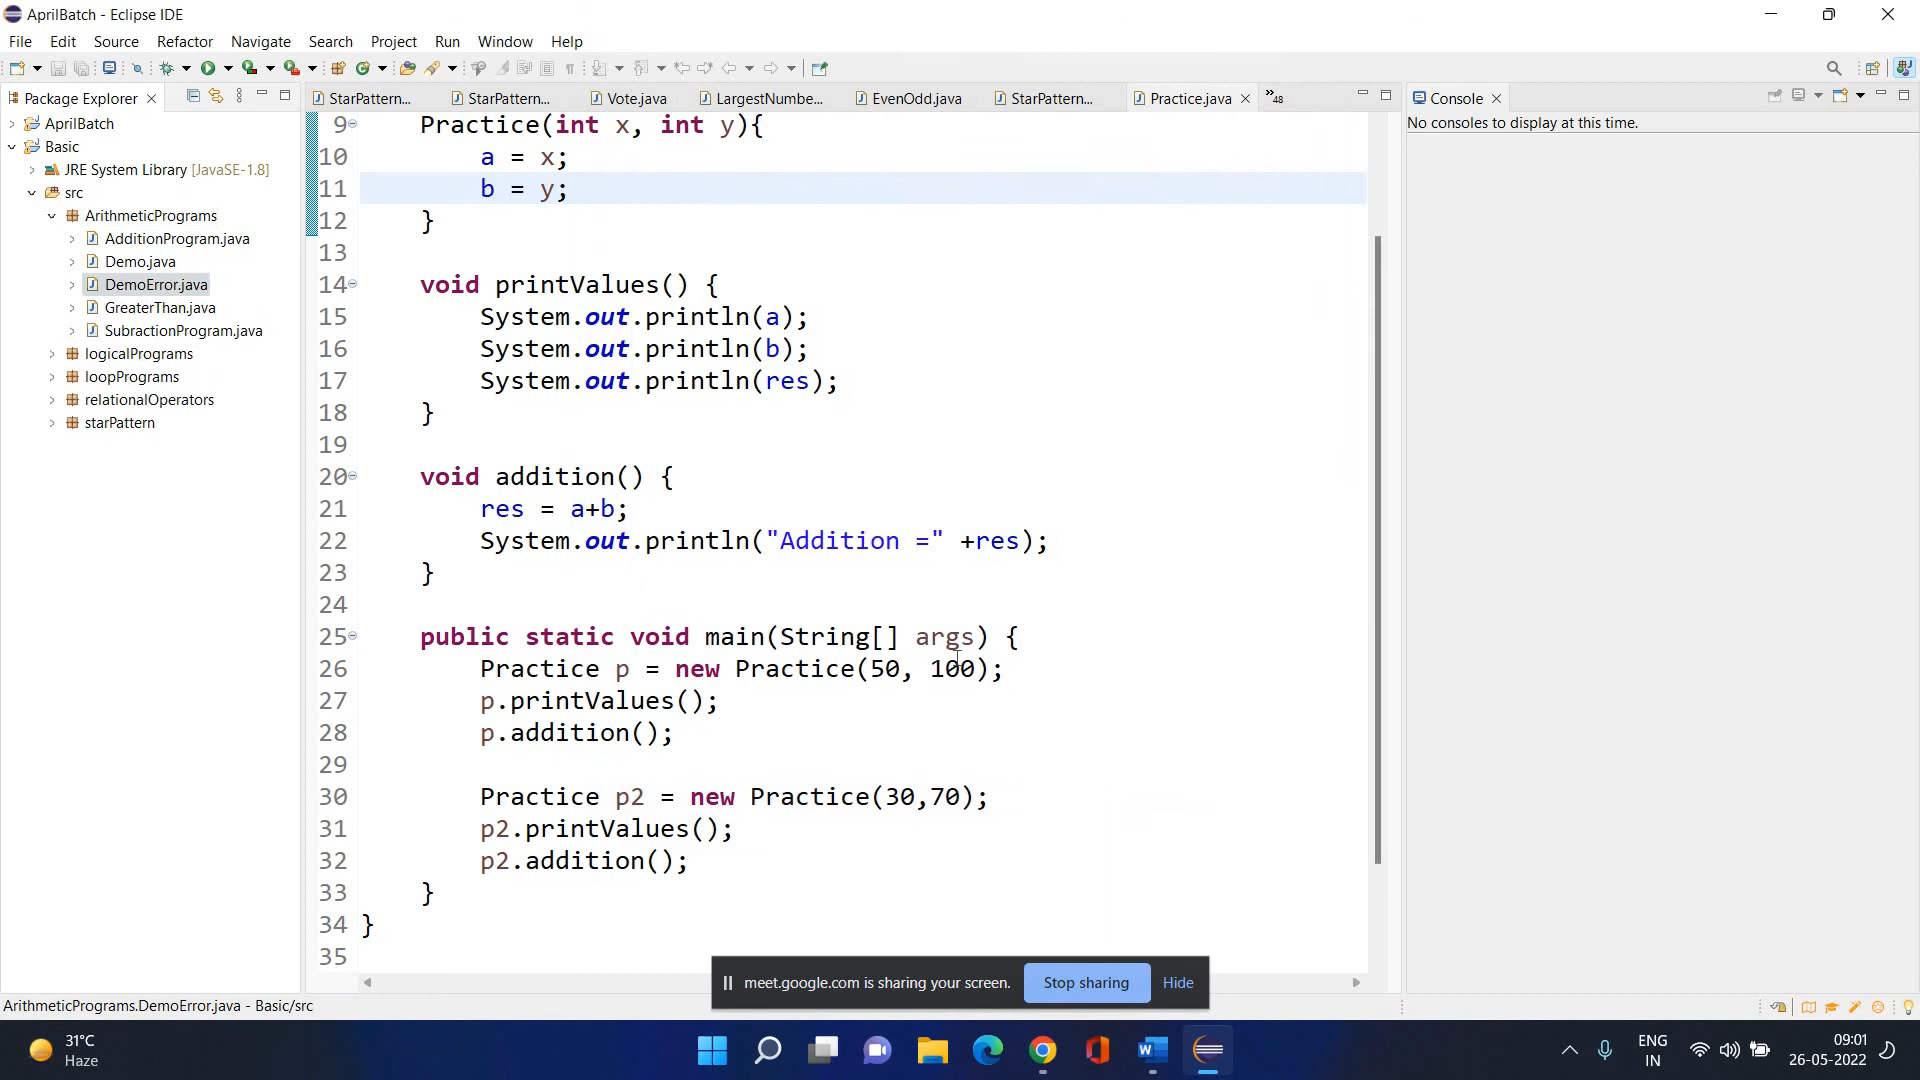 AprilBatch - Eclipse IDE
File Edit Source Refactor Navigate Search Project Run Window Help
Package Explorer
AprilBatch
Basic
JRE System Library [JavaSE-1.8]
src
ArithmeticPrograms
AdditionProgram.java
Demo.java
DemoError.java
GreaterThan.java
SubractionProgram.java
logicalPrograms
loopPrograms
relationalOperators
starPattern
StarPattern... StarPattern... Vote.java LargestNumbe... EvenOdd.java StarPattern... Practice.java »48
9 Practice(int x, int y){
10 a = x;
11 b = y;
12 }
13
14 void printValues() {
15 System.out.println(a);
16 System.out.println(b);
17 System.out.println(res);
18 }
19
20 void addition() {
21 res = a+b;
22 System.out.println("Addition =" +res);
23 }
24
25 public static void main(String[] args) {
26 Practice p = new Practice(50, 100);
27 p.printValues();
28 p.addition();
29
30 Practice p2 = new Practice(30,70);
31 p2.printValues();
32 p2.addition();
33 }
34 }
35
Console
No consoles to display at this time.
meet.google.com is sharing your screen. Stop sharing Hide
ArithmeticPrograms.DemoError.java - Basic/src
31°C
Haze
ENG
IN
09:01
26-05-2022